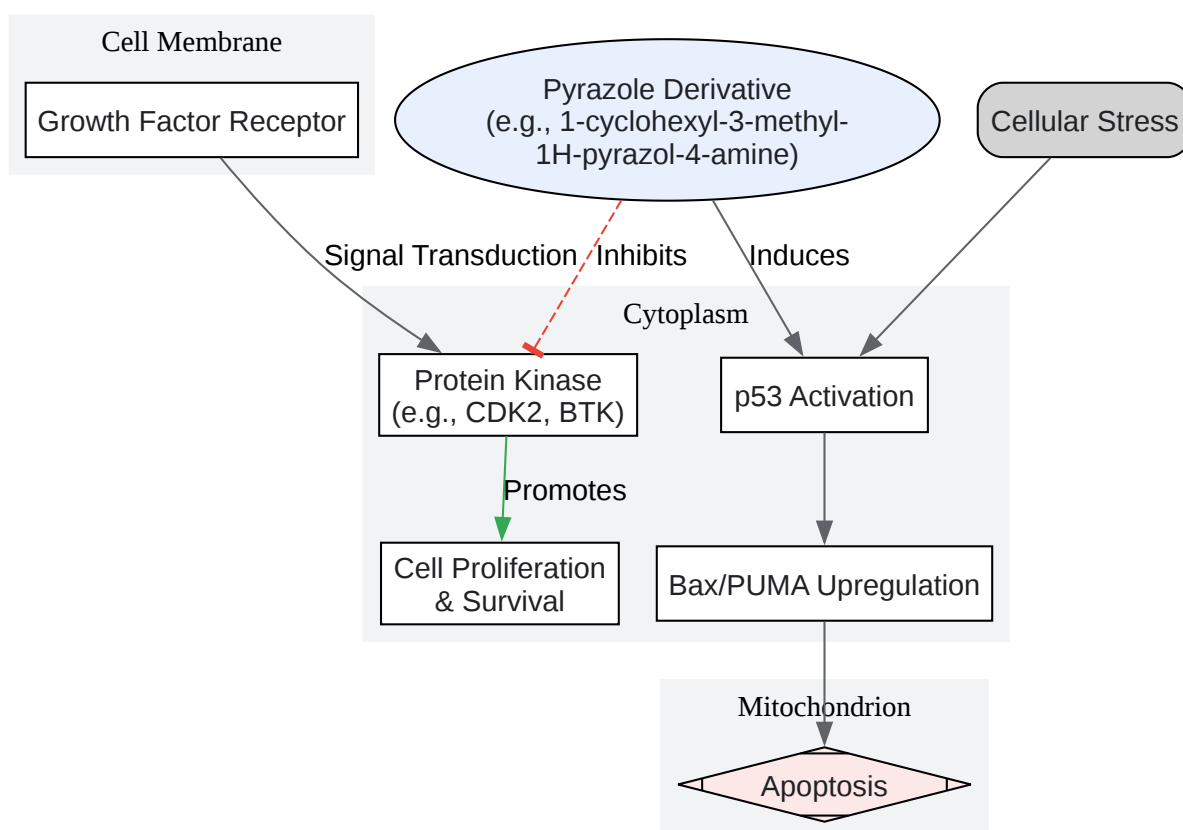 Cell Membrane
Growth Factor Receptor
Pyrazole Derivative
(e.g., 1-cyclohexyl-3-methyl-
1H-pyrazol-4-amine)
Cellular Stress
Signal Transduction
Inhibits
Induces
Cytoplasm
Protein Kinase
(e.g., CDK2, BTK)
p53 Activation
Promotes
Cell Proliferation
& Survival
Bax/PUMA Upregulation
Mitochondrion
Apoptosis